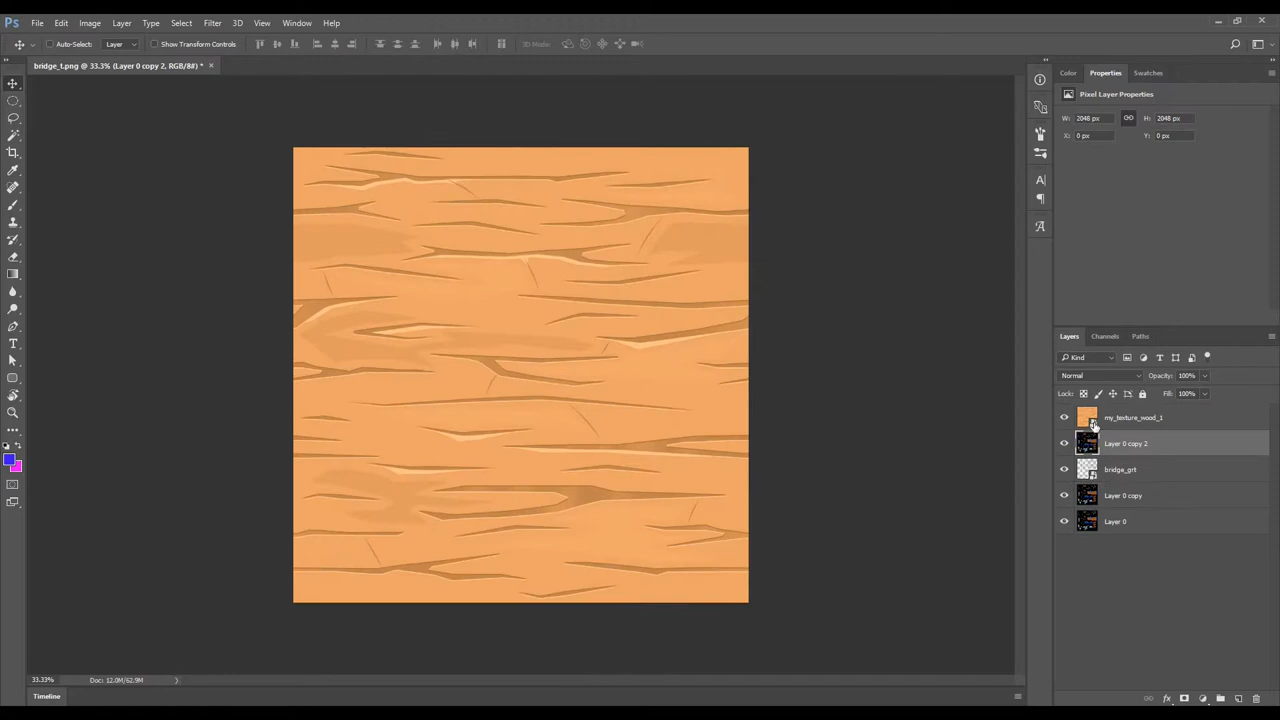 Ps File Edit Image Layer Type Select Filter 3D View Window Help
Auto-Select: Layer Show Transform Controls 3D Mode:
bridge_t.png @ 33.3% (Layer 0 copy 2, RGB/8#) *
Color Properties Swatches
Pixel Layer Properties
W: 2048 px H: 2048 px
X: 0 px Y: 0 px
Layers Channels Paths
Kind
Normal Opacity: 100%
Lock: Fill: 100%
my_texture_wood_1
Layer 0 copy 2
bridge_grt
Layer 0 copy
Layer 0
33.33% Doc: 12.0M/62.9M
Timeline